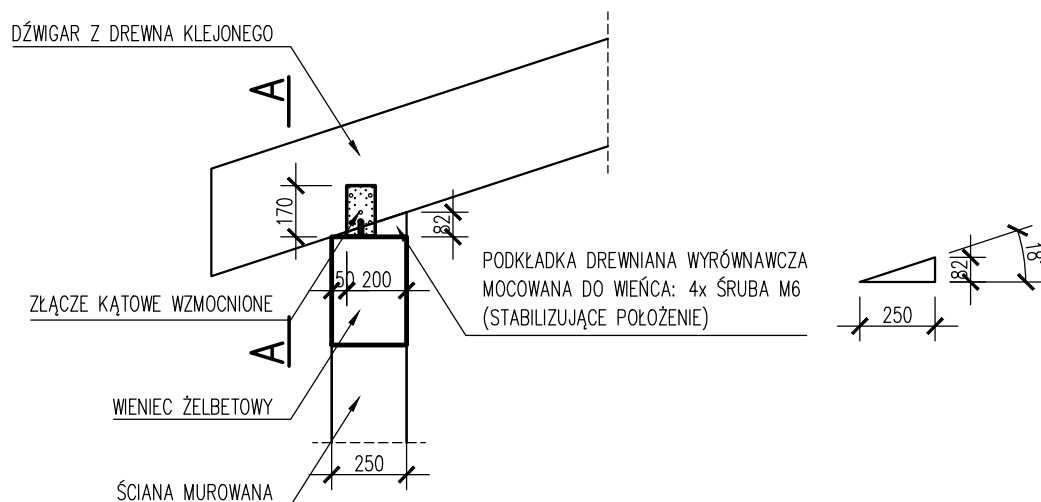 DŹWIGAR Z DREWNA KLEJONEGO
A
170
82
50 200
PODKŁADKA DREWNIANA WYRÓWNAWCZA
MOCOWANA DO WIEŃCA: 4x ŚRUBA M6
(STABILIZUJĄCE POŁOŻENIE)
82
18°
250
ZŁĄCZE KĄTOWE WZMOCNIONE
A
WIENIEC ŻELBETOWY
250
ŚCIANA MUROWANA